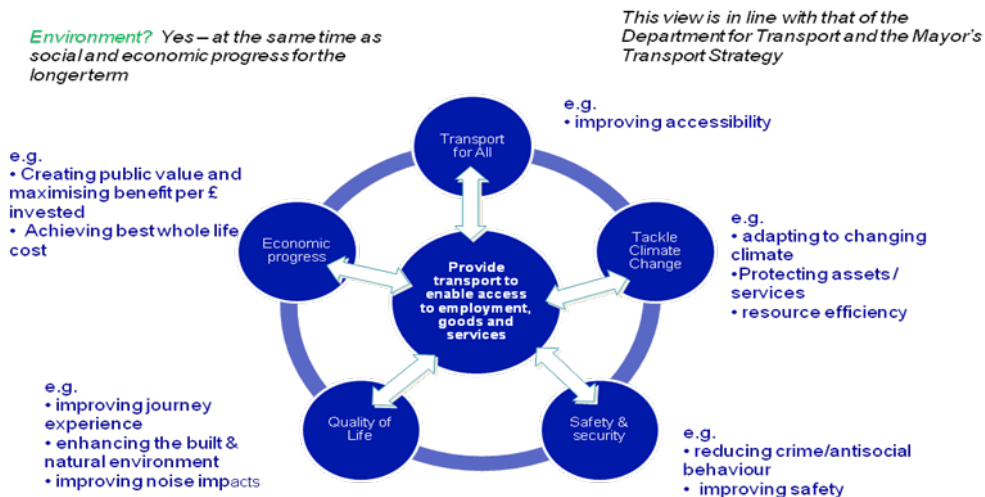 Environment? Yes – at the same time as
social and economic progress for the
longer term
This view is in line with that of the
Department for Transport and the Mayor's
Transport Strategy
Transport
for All
e.g.
• improving accessibility
e.g.
• Creating public value and
maximising benefit per £
invested
• Achieving best whole life
cost
Economic
progress
Provide
transport to
enable access
to employment,
goods and
services
Tackle
Climate
Change
e.g.
• adapting to changing
climate
•Protecting assets /
services
• resource efficiency
e.g.
• improving journey
experience
• enhancing the built &
natural environment
• improving noise impacts
Quality of
Life
Safety &
security
e.g.
• reducing crime/antisocial
behaviour
• improving safety